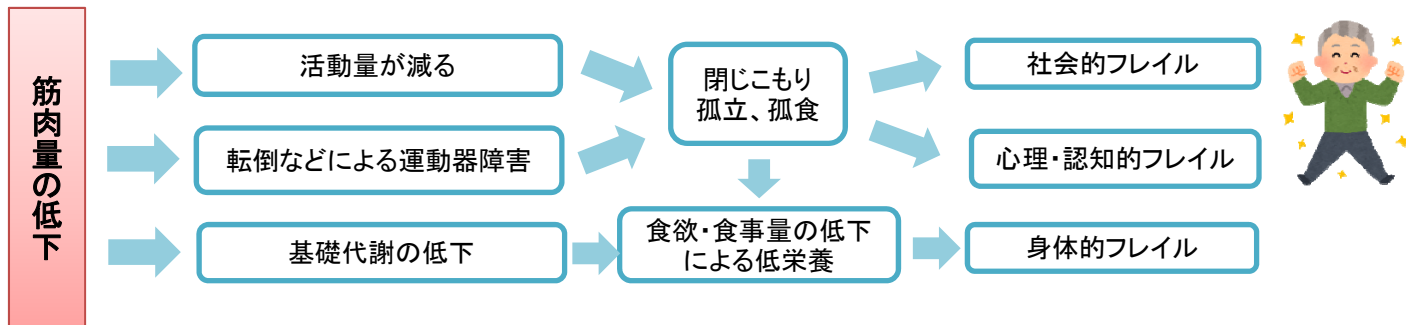 筋肉量の低下
活動量が減る
転倒などによる運動器障害
基礎代謝の低下
閉じこもり
孤立、孤食
食欲・食事量の低下
による低栄養
社会的フレイル
心理・認知的フレイル
身体的フレイル